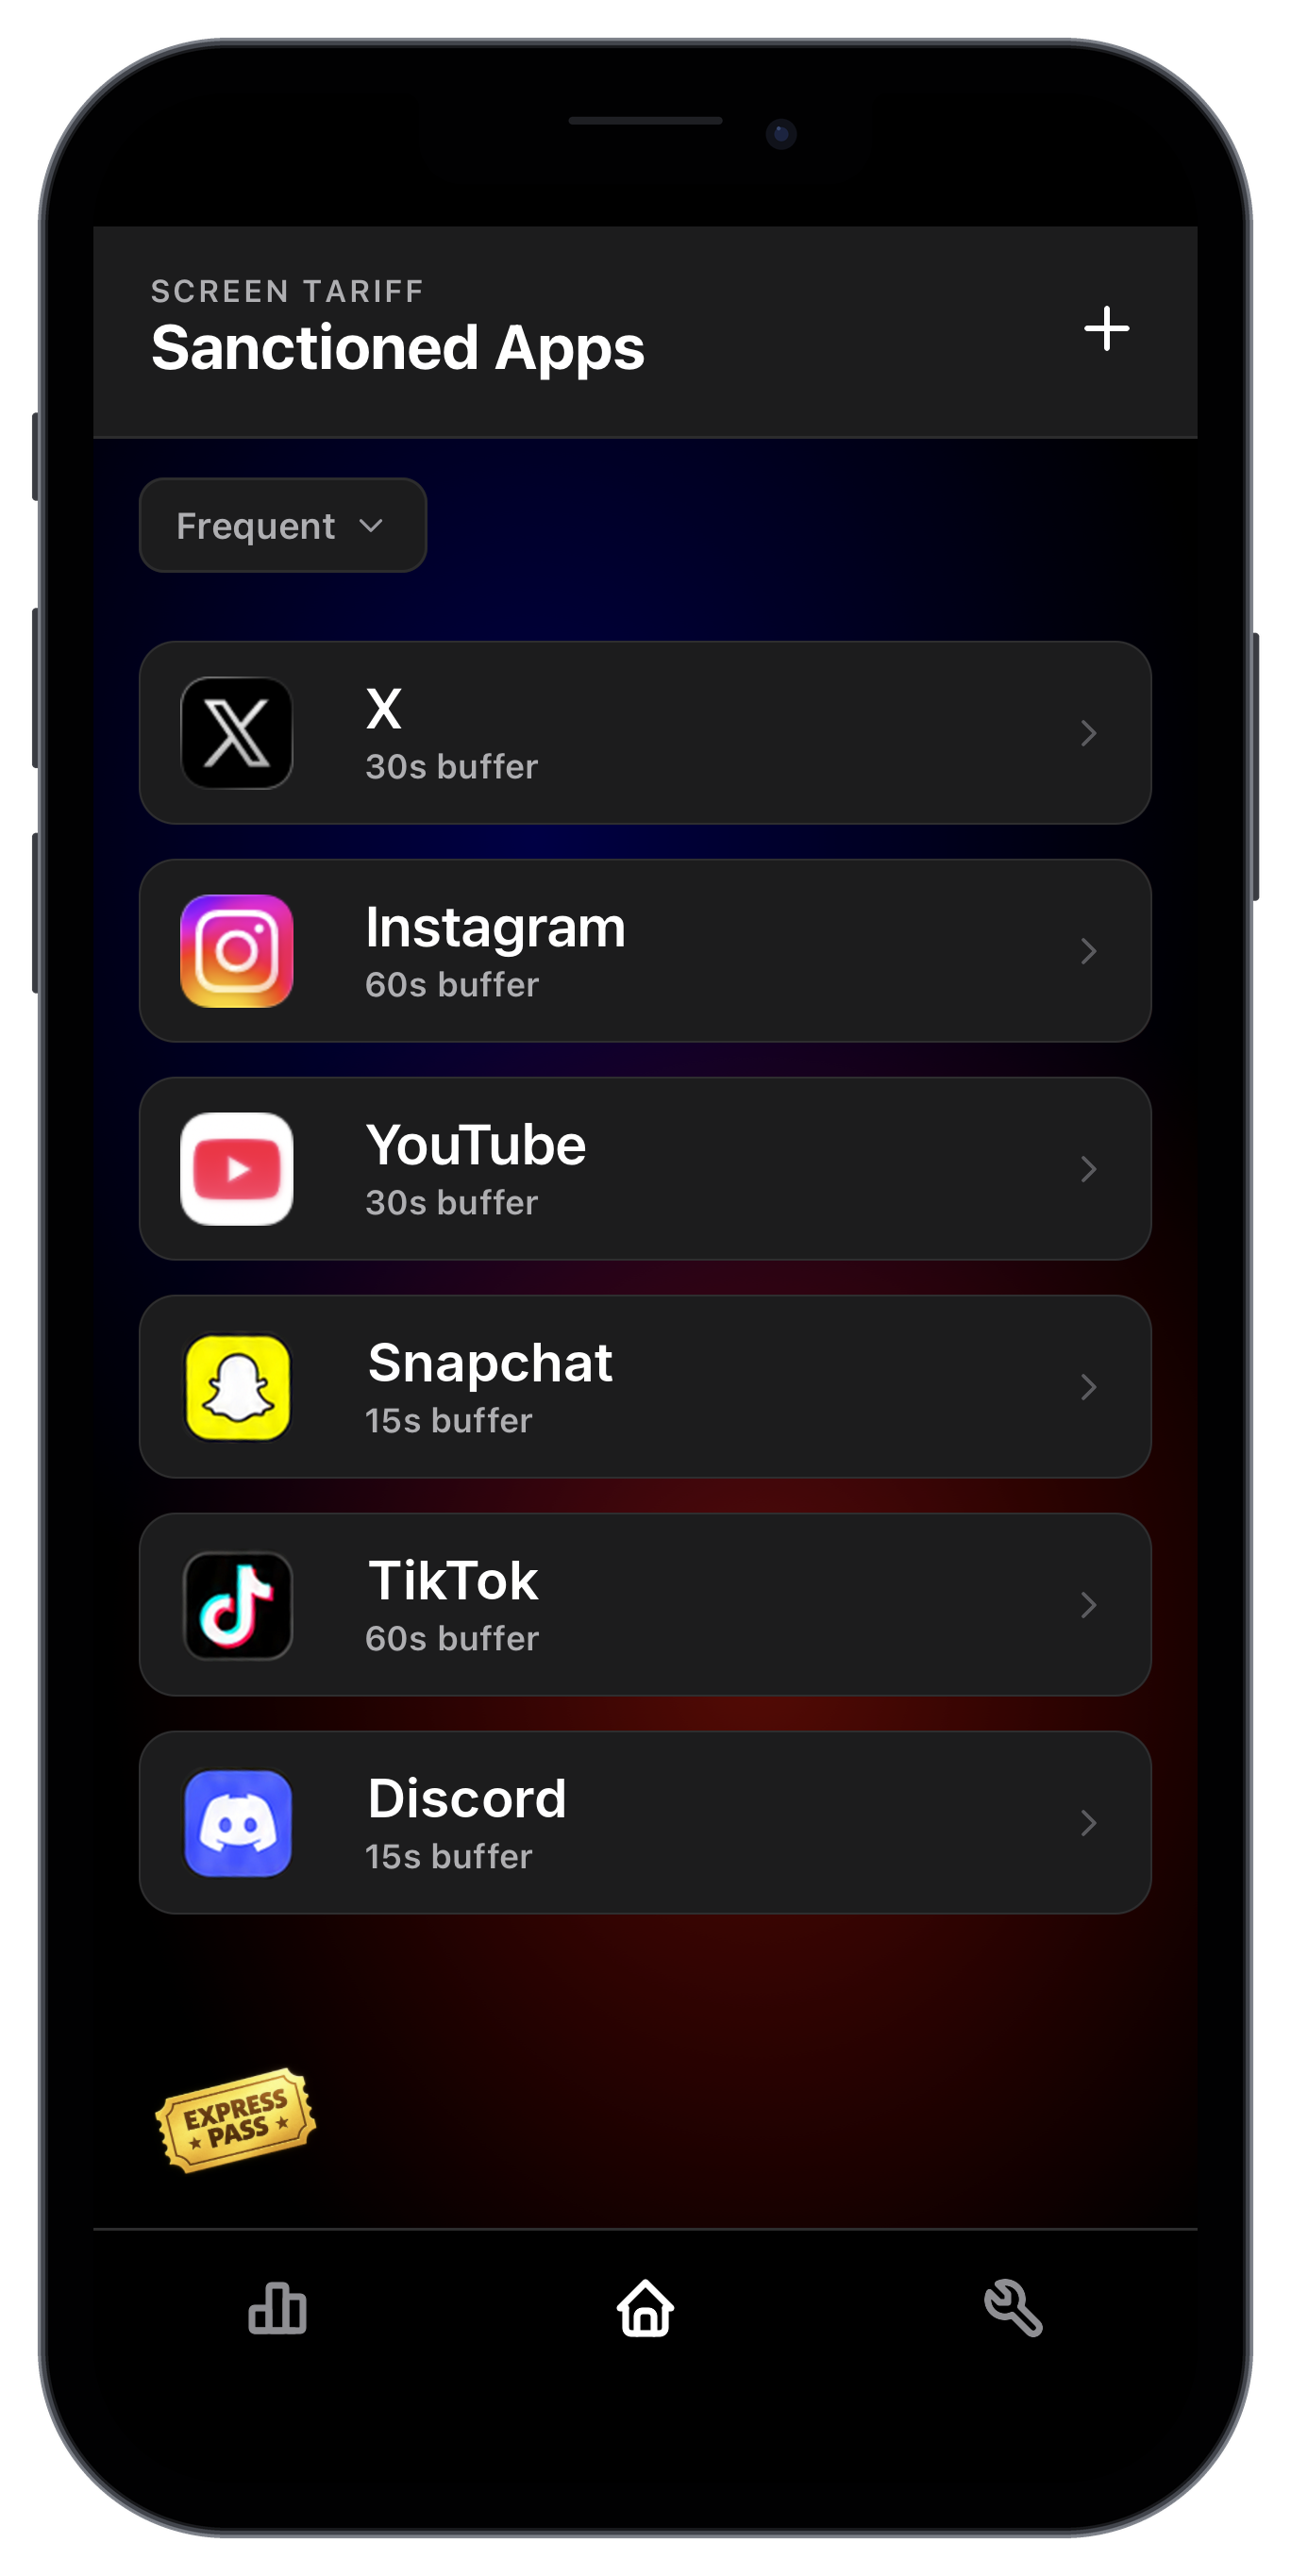 SCREEN TARIFF
Sanctioned Apps
Frequent
X
30s buffer
Instagram
60s buffer
YouTube
30s buffer
Snapchat
15s buffer
TikTok
60s buffer
Discord
15s buffer
EXPRESS
PASS